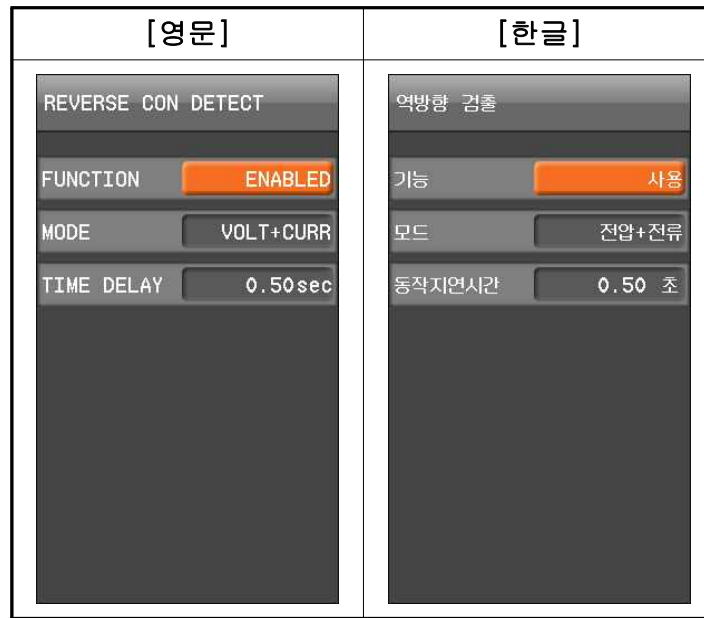 [영문]
[한글]
REVERSE CON DETECT
FUNCTION ENABLED
MODE VOLT+CURR
TIME DELAY 0.50sec
역방향 검출
기능 사용
모드 전압+전류
동작지연시간 0.50 초